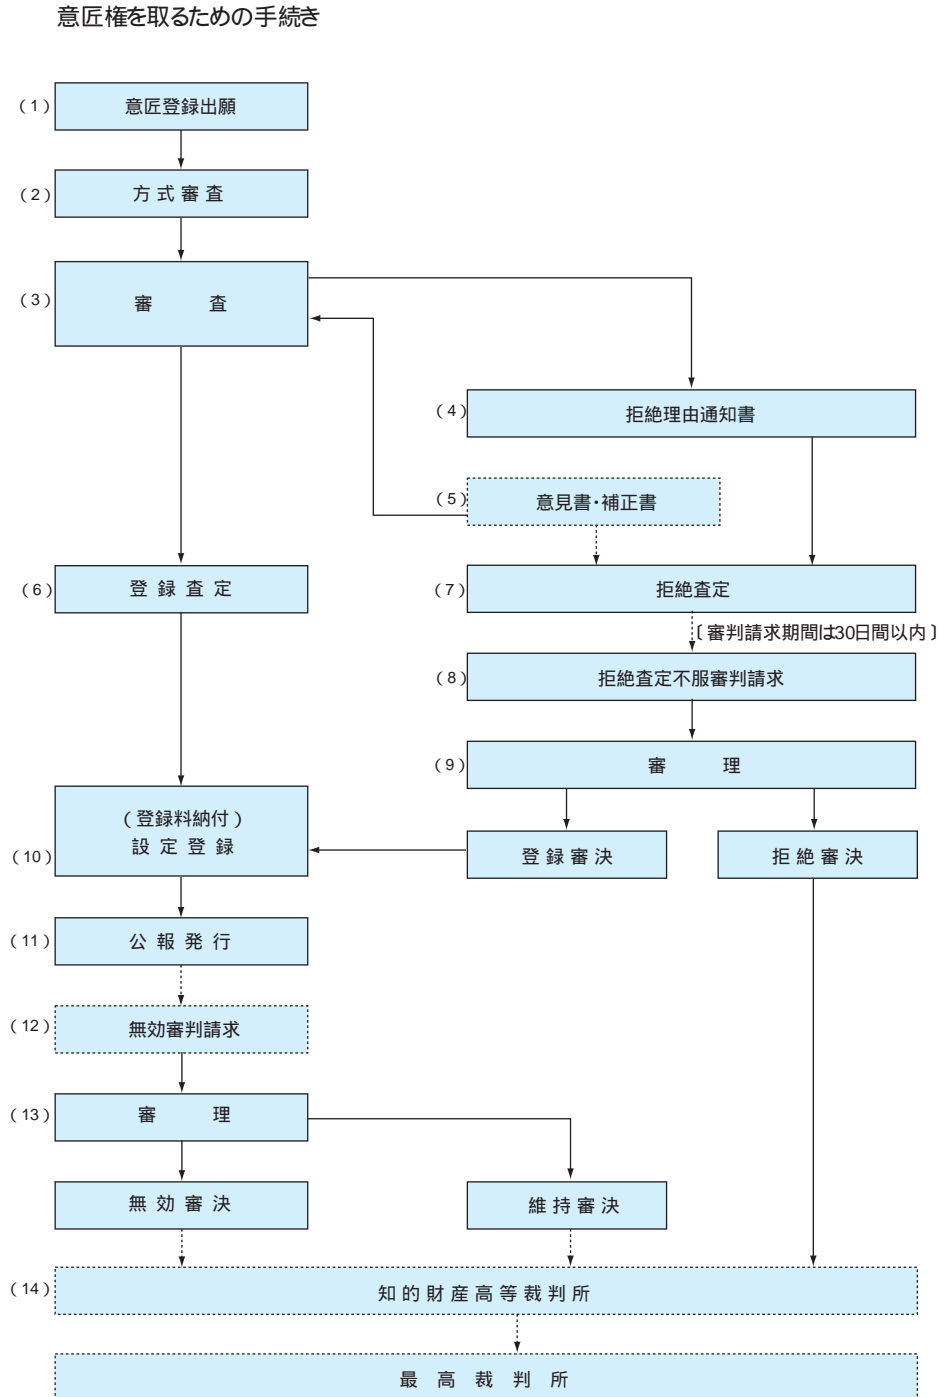 意匠権を取るための手続き
(1) 意匠登録出願
(2) 方式審査
(3) 審査
(4) 拒絶理由通知書
(5) 意見書・補正書
(6) 登録査定
(7) 拒絶査定
〔審判請求期間は30日間以内〕
(8) 拒絶査定不服審判請求
(9) 審理
(登録料納付)
(10) 設定登録
登録審決
拒絶審決
(11) 公報発行
(12) 無効審判請求
(13) 審理
無効審決
維持審決
(14) 知的財産高等裁判所
最高裁判所